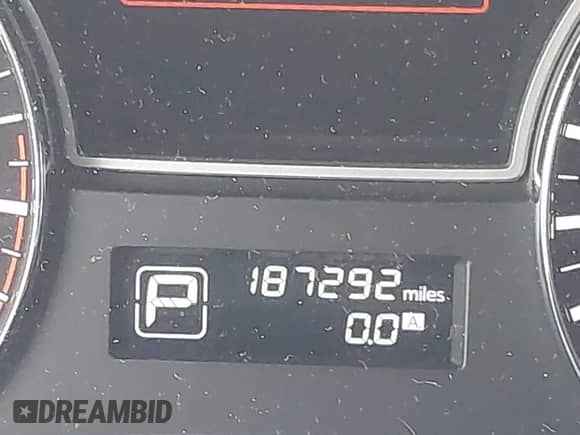 187292 miles
P
0.0 A
DREAMBID